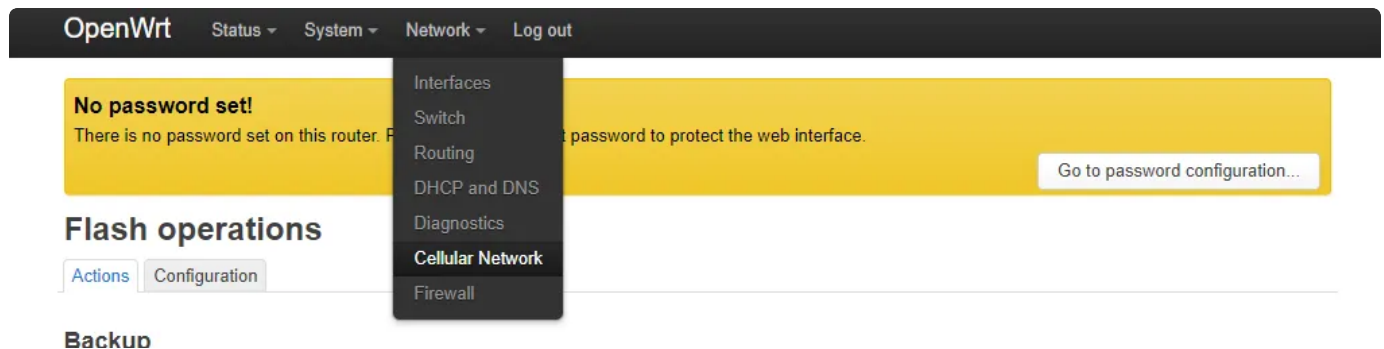 OpenWrt Status System Network Log out
Interfaces
Switch
Routing
DHCP and DNS
Diagnostics
Cellular Network
Firewall
No password set!
There is no password set on this router. password to protect the web interface.
Go to password configuration...
Flash operations
Actions Configuration
Backup